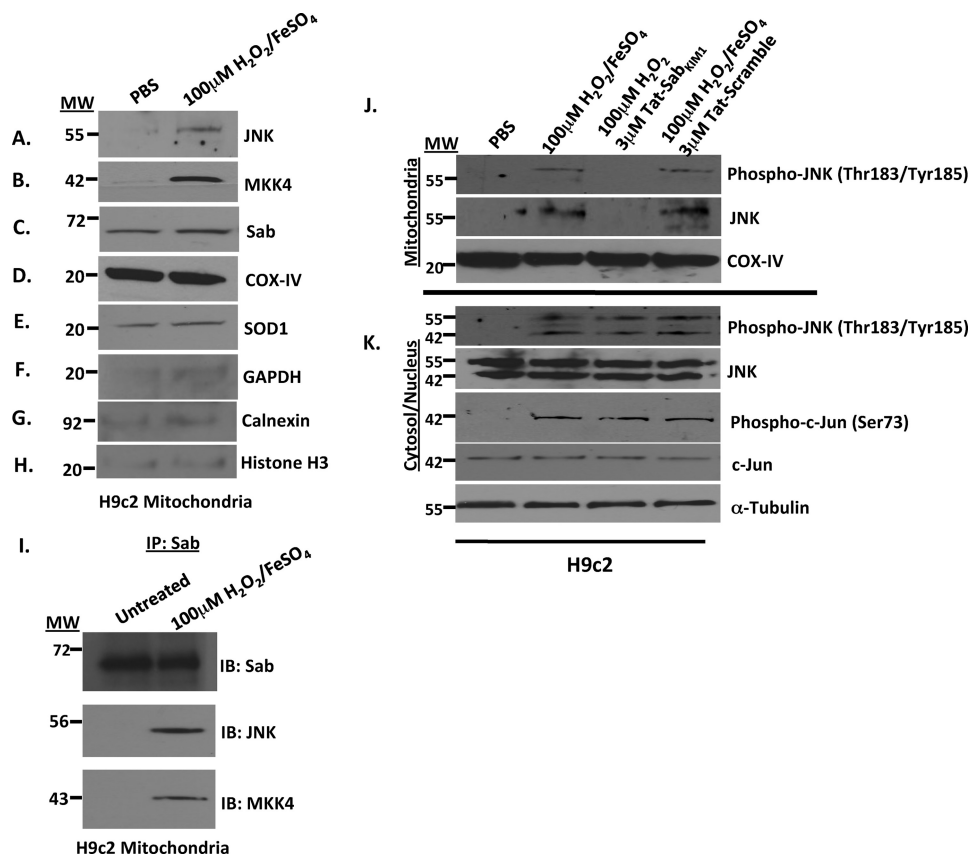 PBS
100µM H₂O₂/FeSO₄
MW
A.
55
JNK
B.
42
MKK4
C.
72
Sab
D.
20
COX-IV
E.
20
SOD1
F.
20
GAPDH
G.
92
Calnexin
H.
20
Histone H3
H9c2 Mitochondria
I.
IP: Sab
Untreated
100µM H₂O₂/FeSO₄
MW
72
IB: Sab
56
IB: JNK
43
IB: MKK4
H9c2 Mitochondria
J.
PBS
100µM H₂O₂/FeSO₄
100µM H₂O₂
3µM Tat-Sab KIM1
100µM H₂O₂/FeSO₄
3µM Tat-Scramble
MW
Mitochondria
55
Phospho-JNK (Thr183/Tyr185)
55
JNK
20
COX-IV
K.
Cytosol/Nucleus
55
42
Phospho-JNK (Thr183/Tyr185)
55
42
JNK
42
Phospho-c-Jun (Ser73)
42
c-Jun
55
α-Tubulin
H9c2